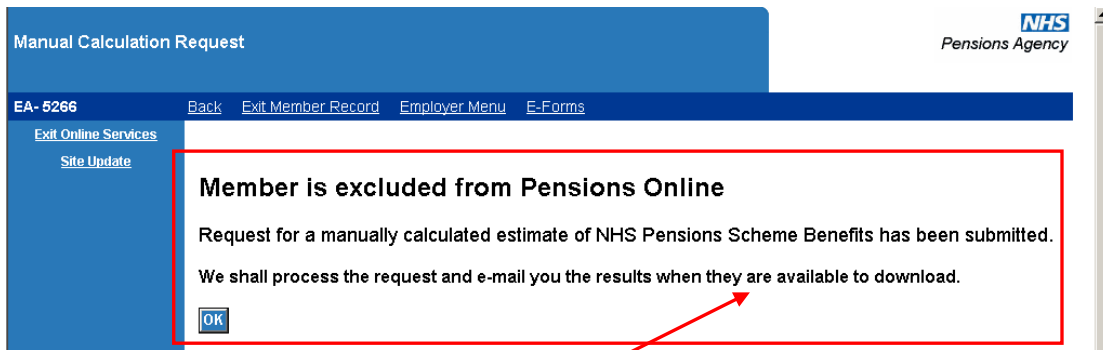 Manual Calculation Request
NHS
Pensions Agency
EA- 5266 Back Exit Member Record Employer Menu E-Forms
Exit Online Services
Site Update
Member is excluded from Pensions Online
Request for a manually calculated estimate of NHS Pensions Scheme Benefits has been submitted.
We shall process the request and e-mail you the results when they are available to download.
OK